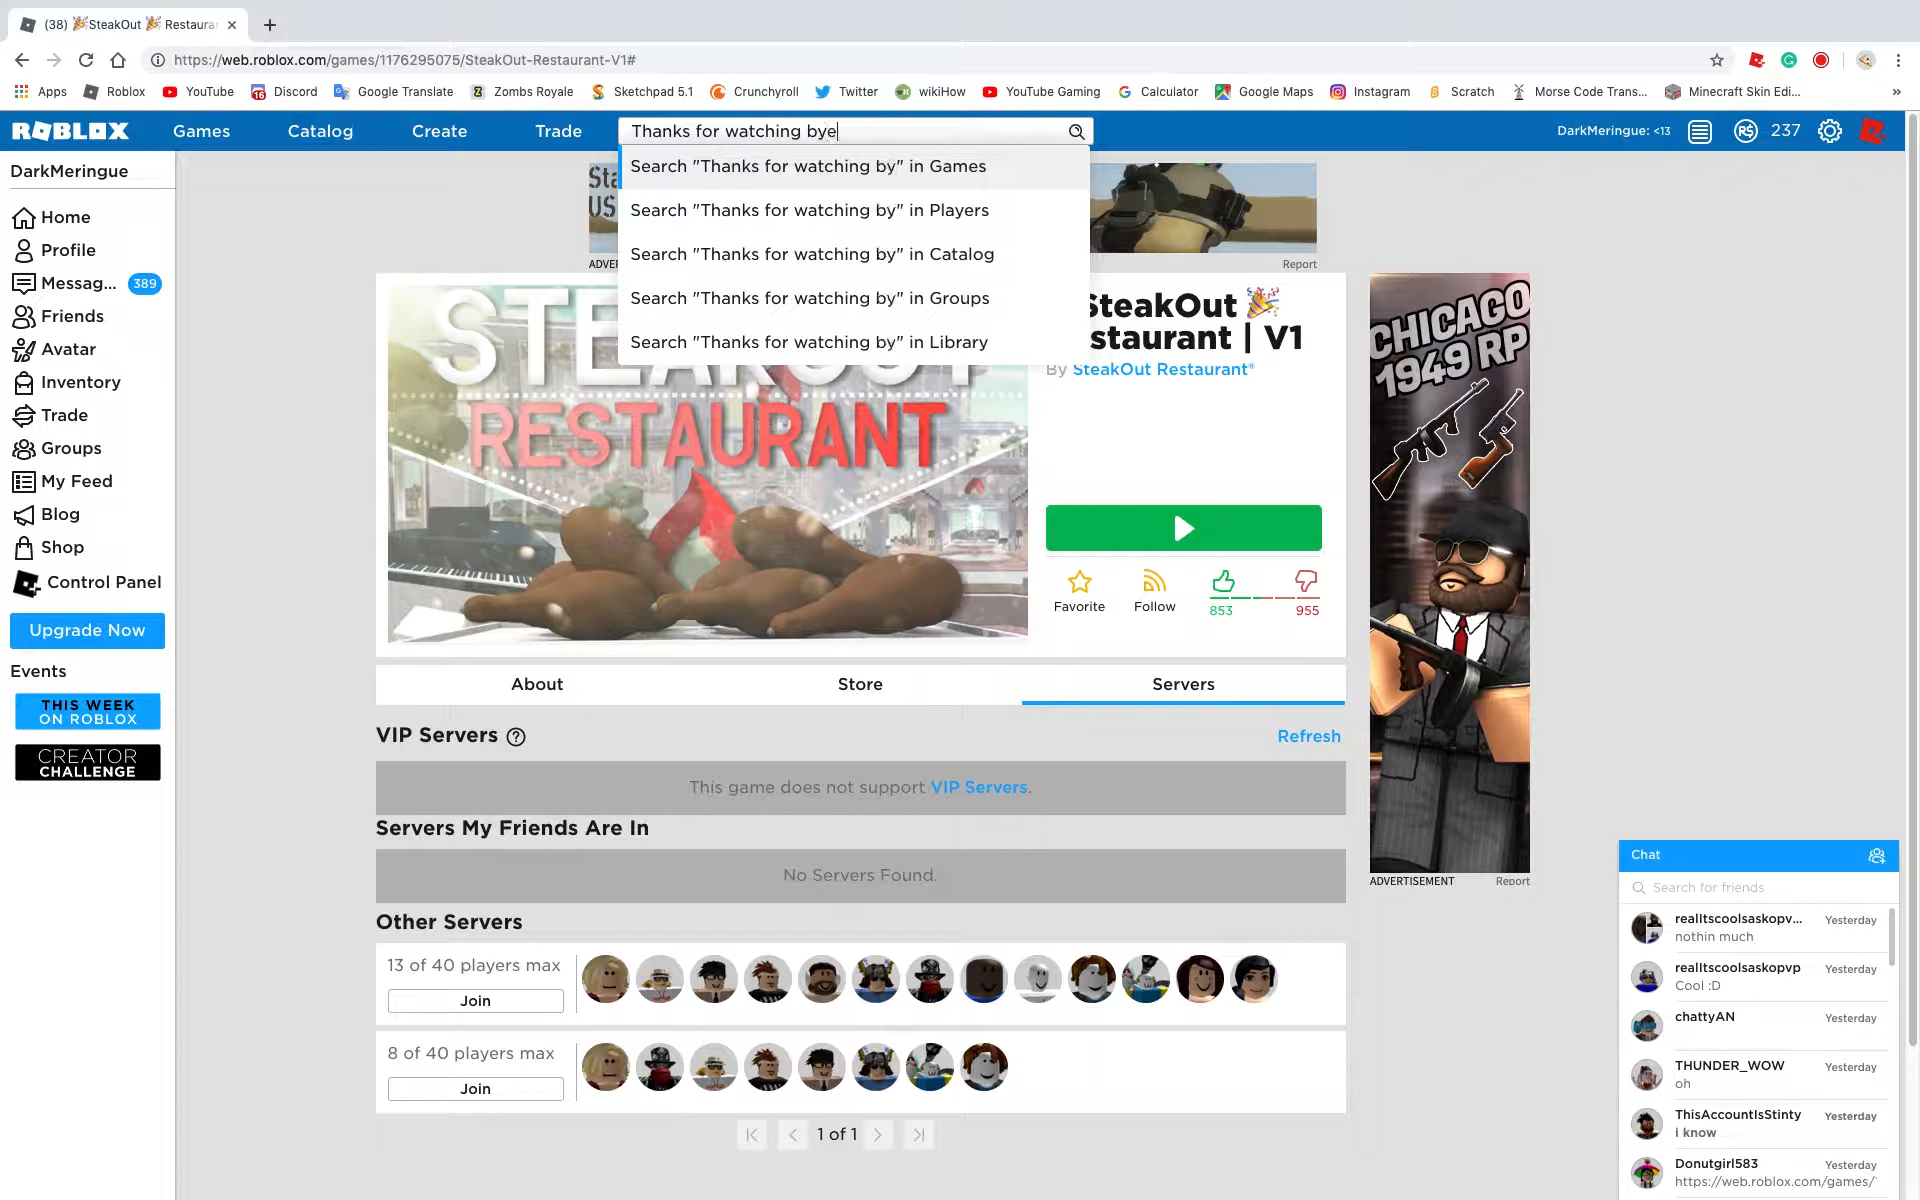 (38) 🎉SteakOut 🎉 Restaura
https://web.roblox.com/games/1176295075/SteakOut-Restaurant-V1#
Apps Roblox YouTube Discord Google Translate Zombs Royale Sketchpad 5.1 Crunchyroll Twitter wikiHow YouTube Gaming Calculator Google Maps Instagram Scratch Morse Code Trans... Minecraft Skin Edi... »
ROBLOX Games Catalog Create Trade Thanks for watching bye DarkMeringue: <13 237
DarkMeringue
Home
Profile
Messag... 389
Friends
Avatar
Inventory
Trade
Groups
My Feed
Blog
Shop
Control Panel
Upgrade Now
Events
THIS WEEK
ON ROBLOX
CREATOR
CHALLENGE
Search "Thanks for watching by" in Games
Search "Thanks for watching by" in Players
Search "Thanks for watching by" in Catalog
Search "Thanks for watching by" in Groups
Search "Thanks for watching by" in Library
Sta
US
ADVER
Report
STEAKOUT
RESTAURANT
SteakOut 🎉
staurant | V1
By SteakOut Restaurant®
Favorite Follow 853 955
About Store Servers
VIP Servers Refresh
This game does not support VIP Servers.
Servers My Friends Are In
No Servers Found.
Other Servers
13 of 40 players max
Join
8 of 40 players max
Join
1 of 1
CHICAGO
1949 RP
ADVERTISEMENT Report
Chat
Search for friends
realItscoolsaskopv... Yesterday
nothin much
realItscoolsaskopvp Yesterday
Cool :D
chattyAN Yesterday
THUNDER_WOW Yesterday
oh
ThisAccountIsStinty Yesterday
i know
Donutgirl583 Yesterday
https://web.roblox.com/games/